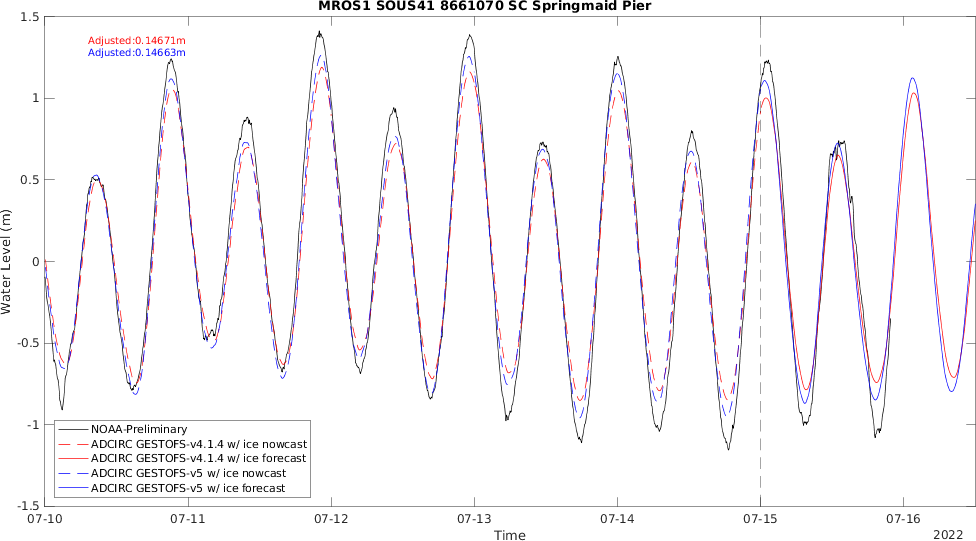 MROS1 SOUS41 8661070 SC Springmaid Pier
Adjusted:0.14671m
Adjusted:0.14663m
1.5
1
0.5
0
-0.5
-1
-1.5
Water Level (m)
NOAA-Preliminary
ADCIRC GESTOFS-v4.1.4 w/ ice nowcast
ADCIRC GESTOFS-v4.1.4 w/ ice forecast
ADCIRC GESTOFS-v5 w/ ice nowcast
ADCIRC GESTOFS-v5 w/ ice forecast
07-10 07-11 07-12 07-13 07-14 07-15 07-16
Time
2022